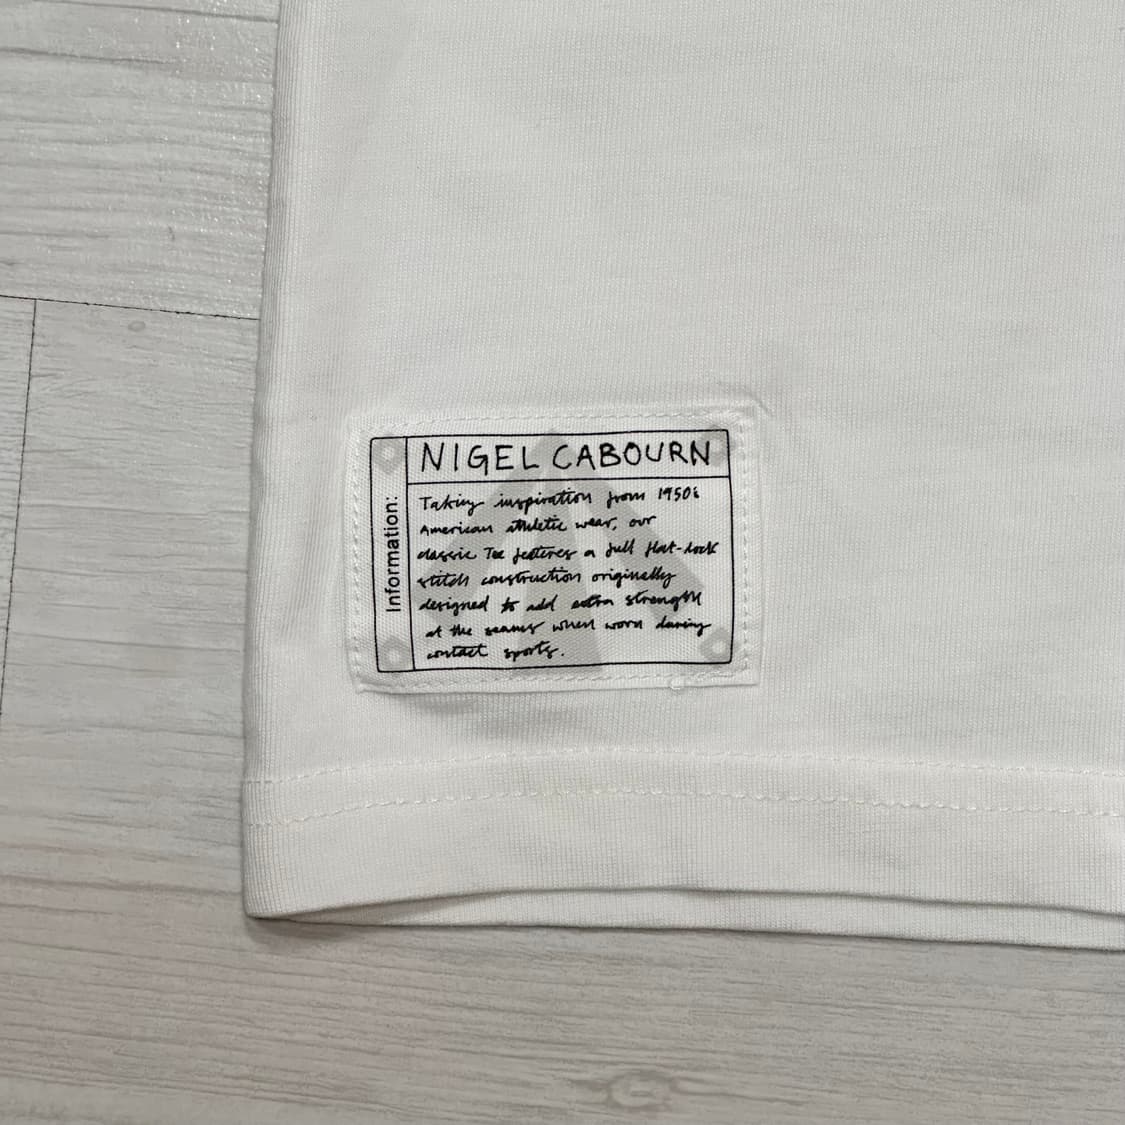 NIGEL CABOURN
Information:
Taking inspiration from 1950s
American athletic wear, our
classic Tee features a full flat-lock
stitch construction originally
designed to add extra strength
at the seams when worn during
contact sports.